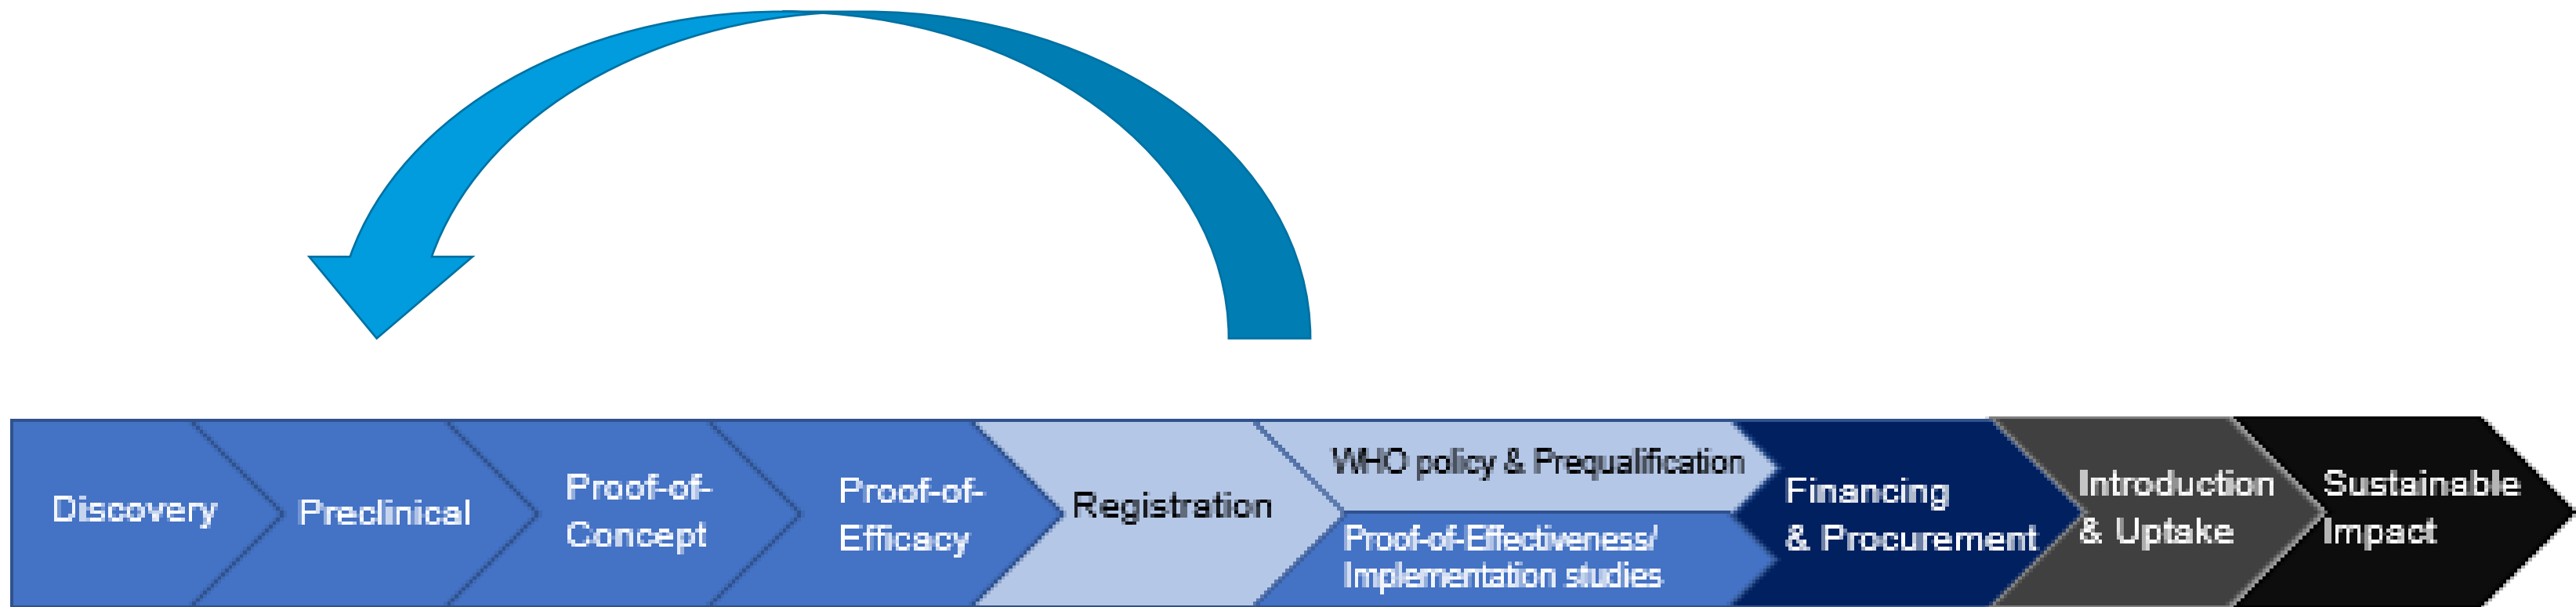 Discovery
Preclinical
Proof-of-
Concept
Proof-of-
Efficacy
Registration
WHO policy & Prequalification
Proof-of-Effectiveness/
Implementation studies
Financing
& Procurement
Introduction
& Uptake
Sustainable
Impact